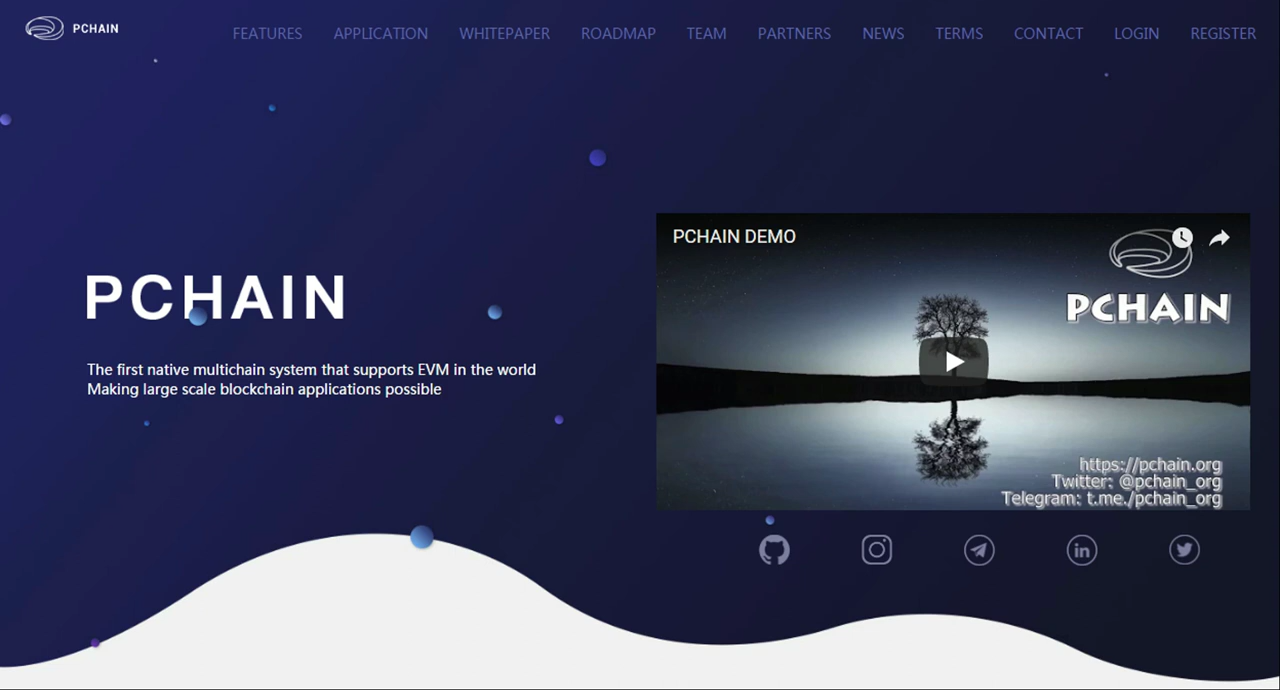 PCHAIN
FEATURES APPLICATION WHITEPAPER ROADMAP TEAM PARTNERS NEWS TERMS CONTACT LOGIN REGISTER
PCHAIN
The first native multichain system that supports EVM in the world
Making large scale blockchain applications possible
PCHAIN DEMO
PCHAIN
https://pchain.org
Twitter: @pchain_org
Telegram: t.me./pchain_org
in